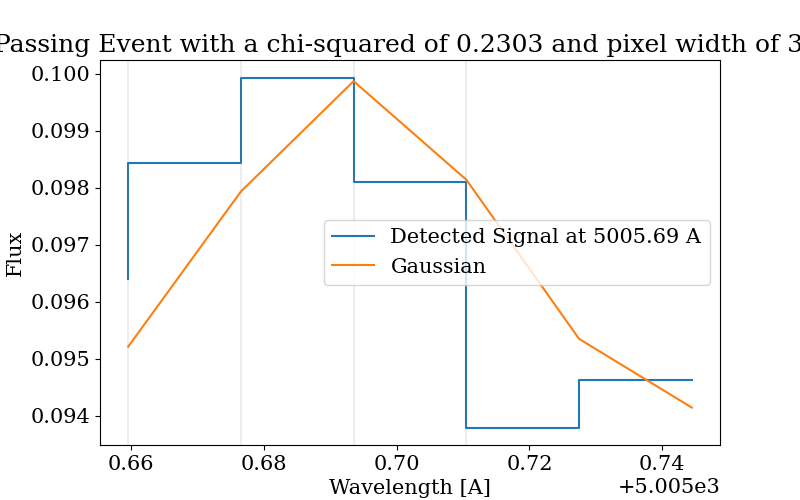 Passing Event with a chi-squared of 0.2303 and pixel width of 3
0.100
0.099
0.098
0.097
0.096
0.095
0.094
Flux
Detected Signal at 5005.69 A
Gaussian
0.66 0.68 0.70 0.72 0.74
+5.005e3
Wavelength [A]